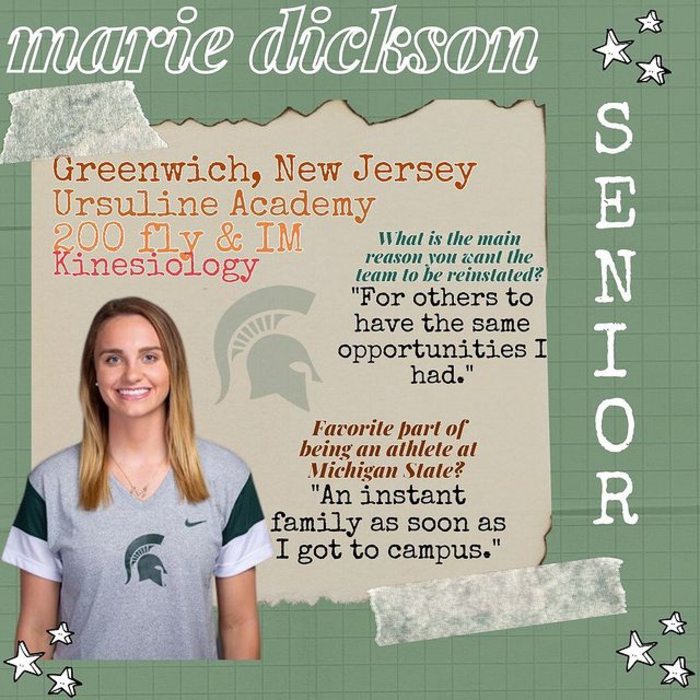 marie dickson
SENIOR
Greenwich, New Jersey
Ursuline Academy
200 fly & IM
Kinesiology
What is the main
reason you want the
team to be reinstated?
"For others to
have the same
opportunities I
had."
Favorite part of
being an athlete at
Michigan State?
"An instant
family as soon as
I got to campus."